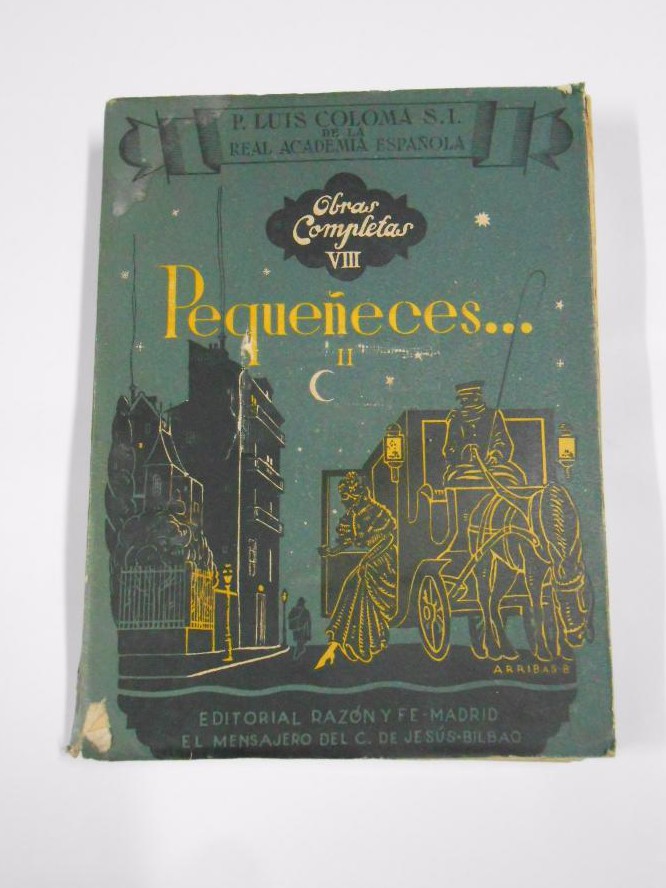 P. LUIS COLOMA S.I.
DE LA
REAL ACADEMIA ESPAÑOLA
Obras
Completas
VIII
Pequeñeces...
II
ARRIBAS-B
EDITORIAL RAZÓN Y FE-MADRID
EL MENSAJERO DEL C. DE JESÚS-BILBAO